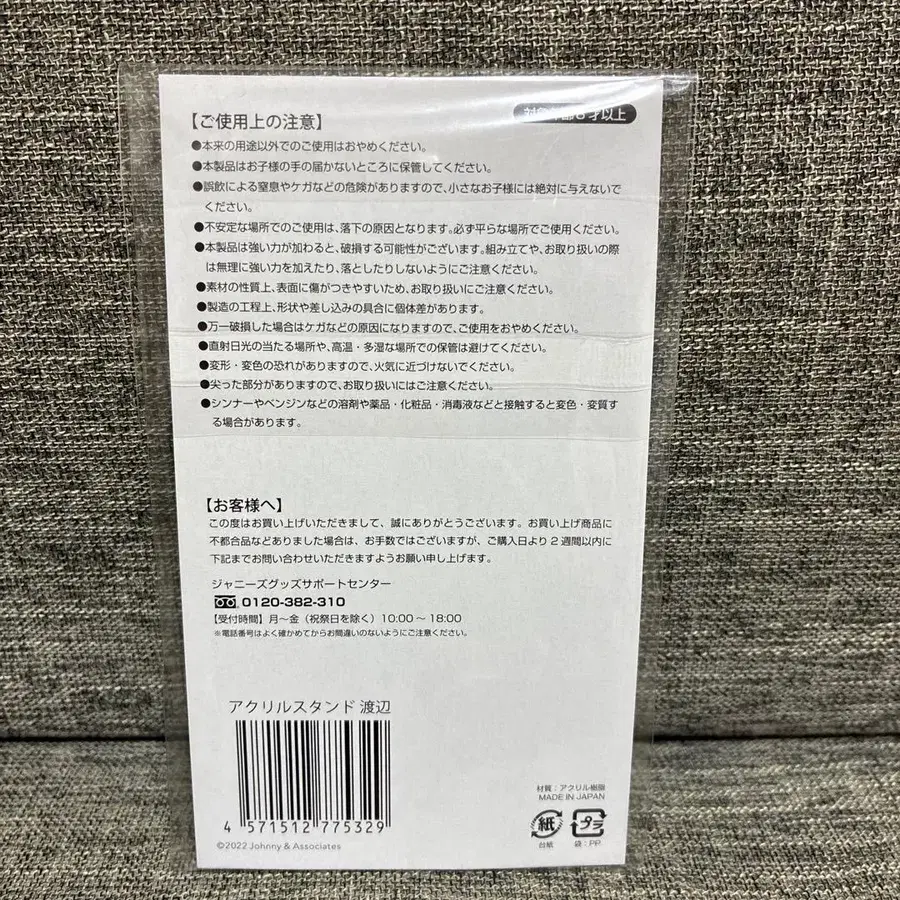 【ご使用上の注意】
才以上
●本来の用途以外でのご使用はおやめください。
●本製品はお子様の手の届かないところに保管してください。
●誤飲による窒息やケガなどの危険がありますので、小さなお子様には絶対に与えないで
ください。
●不安定な場所でのご使用は、落下の原因となります。必ず平らな場所でご使用ください。
●本製品は強い力が加わると、破損する可能性がございます。組み立てや、お取り扱いの際
は無理に強い力を加えたり、落としたりしないようにご注意ください。
●素材の性質上、表面に傷がつきやすいため、お取り扱いにご注意ください。
●製造の工程上、形状や差し込みの具合に個体差があります。
●万一破損した場合はケガなどの原因になりますので、ご使用をおやめください。
●直射日光の当たる場所や、高温・多湿な場所での保管は避けてください。
●変形・変色の恐れがありますので、火気に近づけないでください。
●尖った部分がありますので、お取り扱いにはご注意ください。
●シンナーやベンジンなどの溶剤や薬品・化粧品・消毒液などと接触すると変色・変質す
る場合があります。
【お客様へ】
この度はお買い上げいただきまして、誠にありがとうございます。お買い上げ商品に
不都合品などありました場合は、お手数ではございますが、ご購入日より2週間以内に
下記までお問い合わせいただきますようお願い申し上げます。
ジャニーズグッズサポートセンター
0120-382-310
【受付時間】月～金（祝祭日を除く）10:00～18:00
※電話番号はよく確かめてからお間違いのないようにご注意ください。
アクリルスタンド 渡辺
4 571512 775329
©2022 Johnny & Associates
材質：アクリル樹脂
MADE IN JAPAN
紙 プラ
台紙 袋：PP